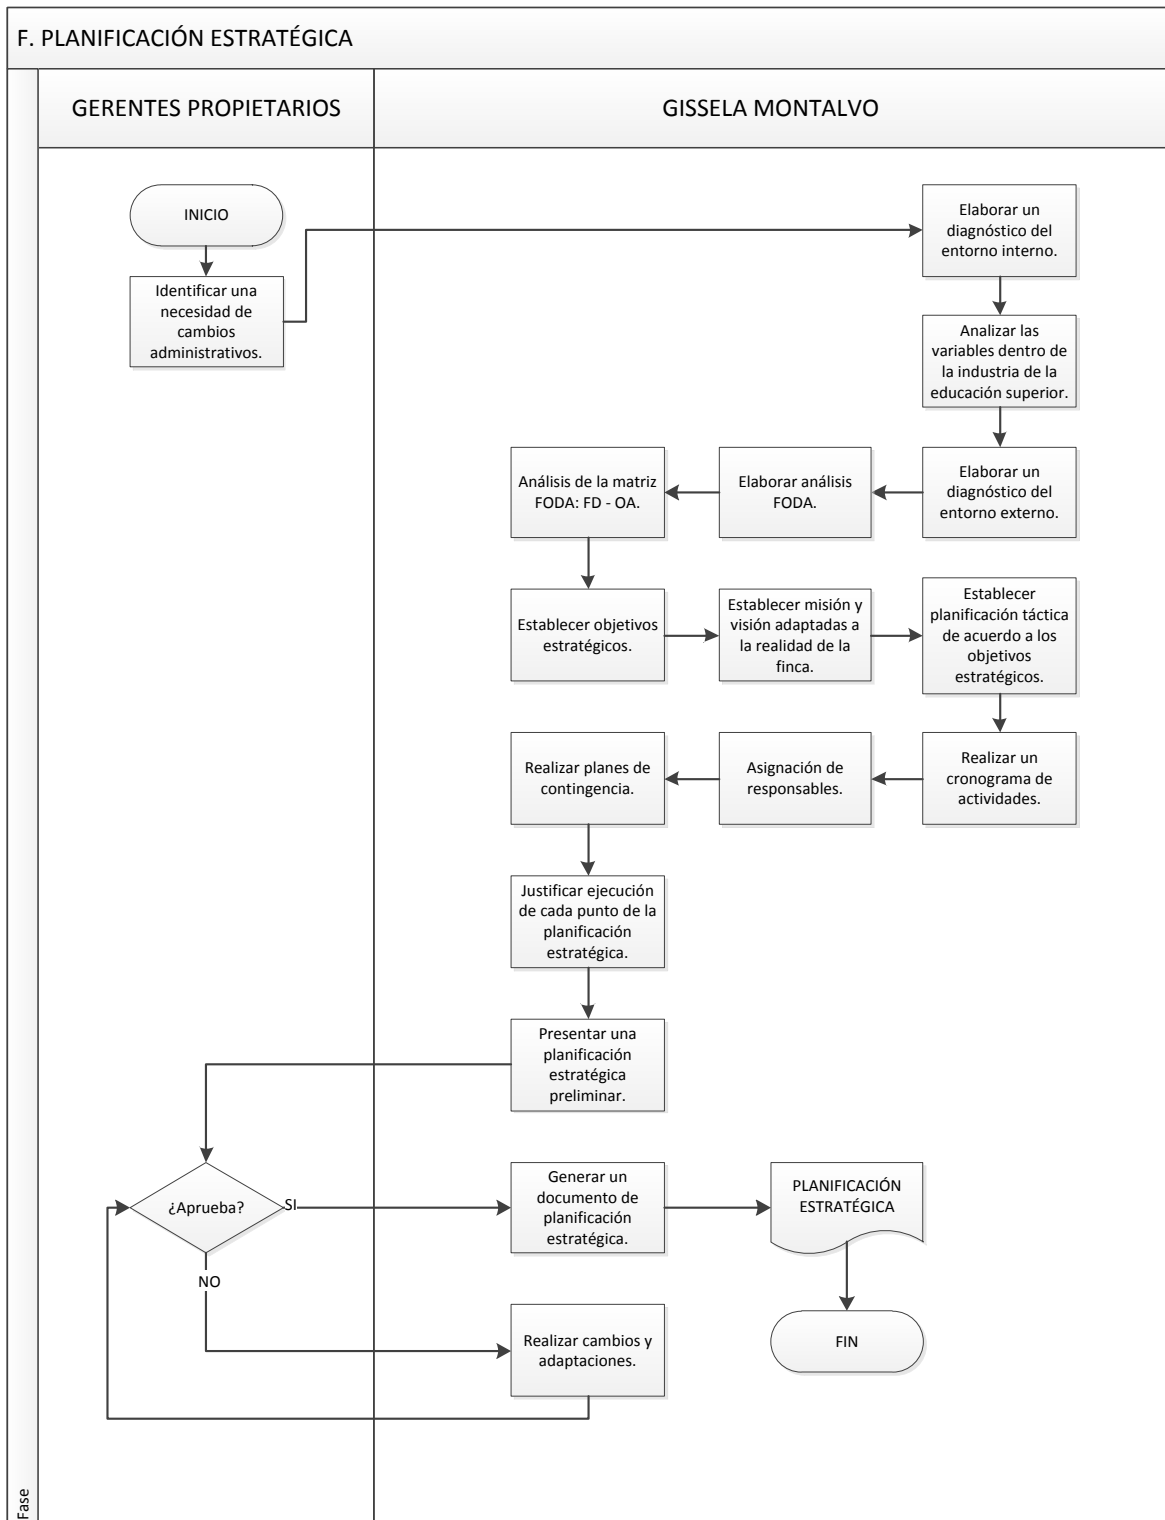 F. PLANIFICACIÓN ESTRATÉGICA
GERENTES PROPIETARIOS
GISSELA MONTALVO
INICIO
Identificar una
necesidad de
cambios
administrativos.
Elaborar un
diagnóstico del
entorno interno.
Analizar las
variables dentro de
la industria de la
educación superior.
Elaborar un
diagnóstico del
entorno externo.
Elaborar análisis
FODA.
Análisis de la matriz
FODA: FD - OA.
Establecer objetivos
estratégicos.
Establecer misión y
visión adaptadas a
la realidad de la
finca.
Establecer
planificación táctica
de acuerdo a los
objetivos
estratégicos.
Realizar un
cronograma de
actividades.
Asignación de
responsables.
Realizar planes de
contingencia.
Justificar ejecución
de cada punto de la
planificación
estratégica.
Presentar una
planificación
estratégica
preliminar.
¿Aprueba?
SI
Generar un
documento de
planificación
estratégica.
PLANIFICACIÓN
ESTRATÉGICA
NO
Realizar cambios y
adaptaciones.
FIN
Fase